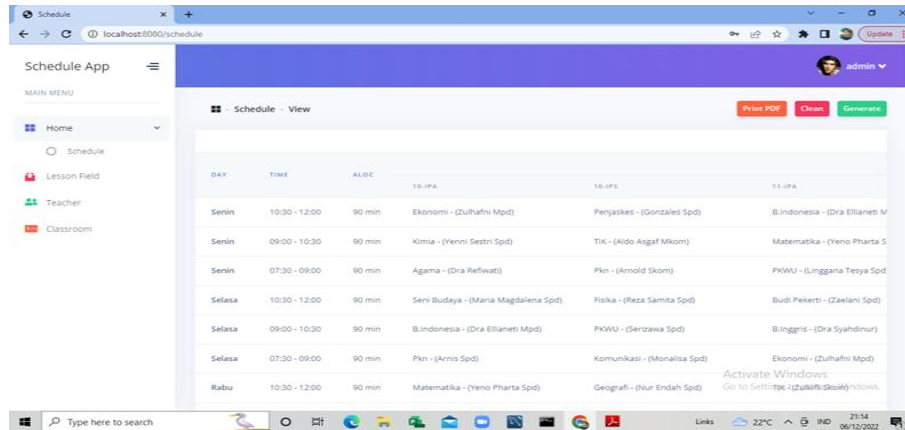 Schedule
localhost:8080/schedule
Update
Schedule App
admin
MAIN MENU
Schedule - View
Print PDF Clean Generate
Home
Schedule
Lesson Field
Teacher
Classroom
DAY TIME ALOC
10-IPA 10-IPS 11-IPA
Senin 10:30 - 12:00 90 min Ekonomi - (Zulhafni Mpd) Penjaskes - (Gonzales Spd) B.Indonesia - (Dra Ellianeti M
Senin 09:00 - 10:30 90 min Kimia - (Yenni Sestri Spd) TIK - (Aldo Asgaf Mkom) Matematika - (Yeno Pharta S
Senin 07:30 - 09:00 90 min Agama - (Dra Refiwati) Pkn - (Arnold Skom) PKWU - (Linggana Tesya Spd
Selasa 10:30 - 12:00 90 min Seni Budaya - (Maria Magdalena Spd) Fisika - (Reza Samita Spd) Budi Pekerti - (Zaelani Spd)
Selasa 09:00 - 10:30 90 min B.Indonesia - (Dra Ellianeti Mpd) PKWU - (Serizawa Spd) B.Inggris - (Dra Syahdinur)
Selasa 07:30 - 09:00 90 min Pkn - (Arnis Spd) Komunikasi - (Monalisa Spd) Ekonomi - (Zulhafni Mpd)
Activate Windows
Rabu 10:30 - 12:00 90 min Matematika - (Yeno Pharta Spd) Geografi - (Nur Endah Spd)
Go to
Type here to search
Links 22°C IND 21:14
06/12/2022